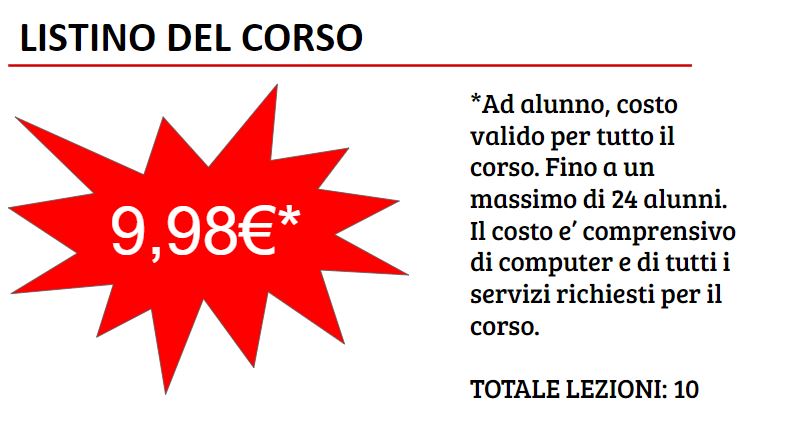 LISTINO DEL CORSO
9,98€*
*Ad alunno, costo
valido per tutto il
corso. Fino a un
massimo di 24 alunni.
Il costo e’ comprensivo
di computer e di tutti i
servizi richiesti per il
corso.
TOTALE LEZIONI: 10